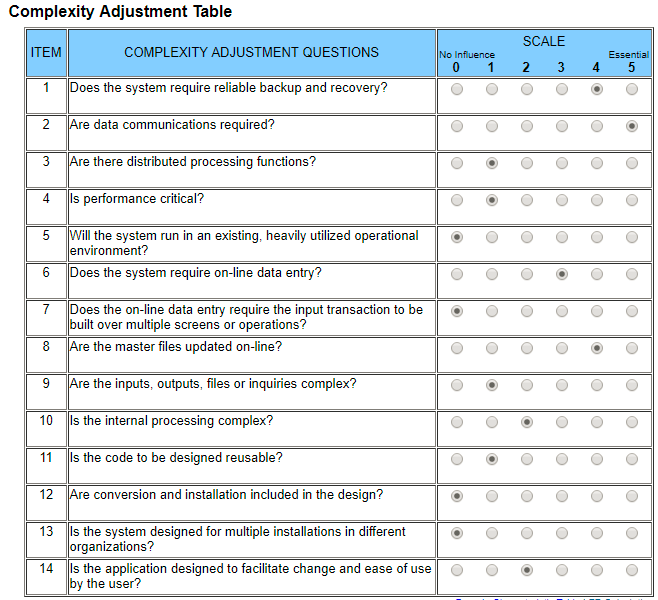 Complexity Adjustment Table
ITEM
COMPLEXITY ADJUSTMENT QUESTIONS
SCALE
No Influence
Essential
0 1 2 3 4 5
1 Does the system require reliable backup and recovery?
2 Are data communications required?
3 Are there distributed processing functions?
4 Is performance critical?
5 Will the system run in an existing, heavily utilized operational
environment?
6 Does the system require on-line data entry?
7 Does the on-line data entry require the input transaction to be
built over multiple screens or operations?
8 Are the master files updated on-line?
9 Are the inputs, outputs, files or inquiries complex?
10 Is the internal processing complex?
11 Is the code to be designed reusable?
12 Are conversion and installation included in the design?
13 Is the system designed for multiple installations in different
organizations?
14 Is the application designed to facilitate change and ease of use
by the user?